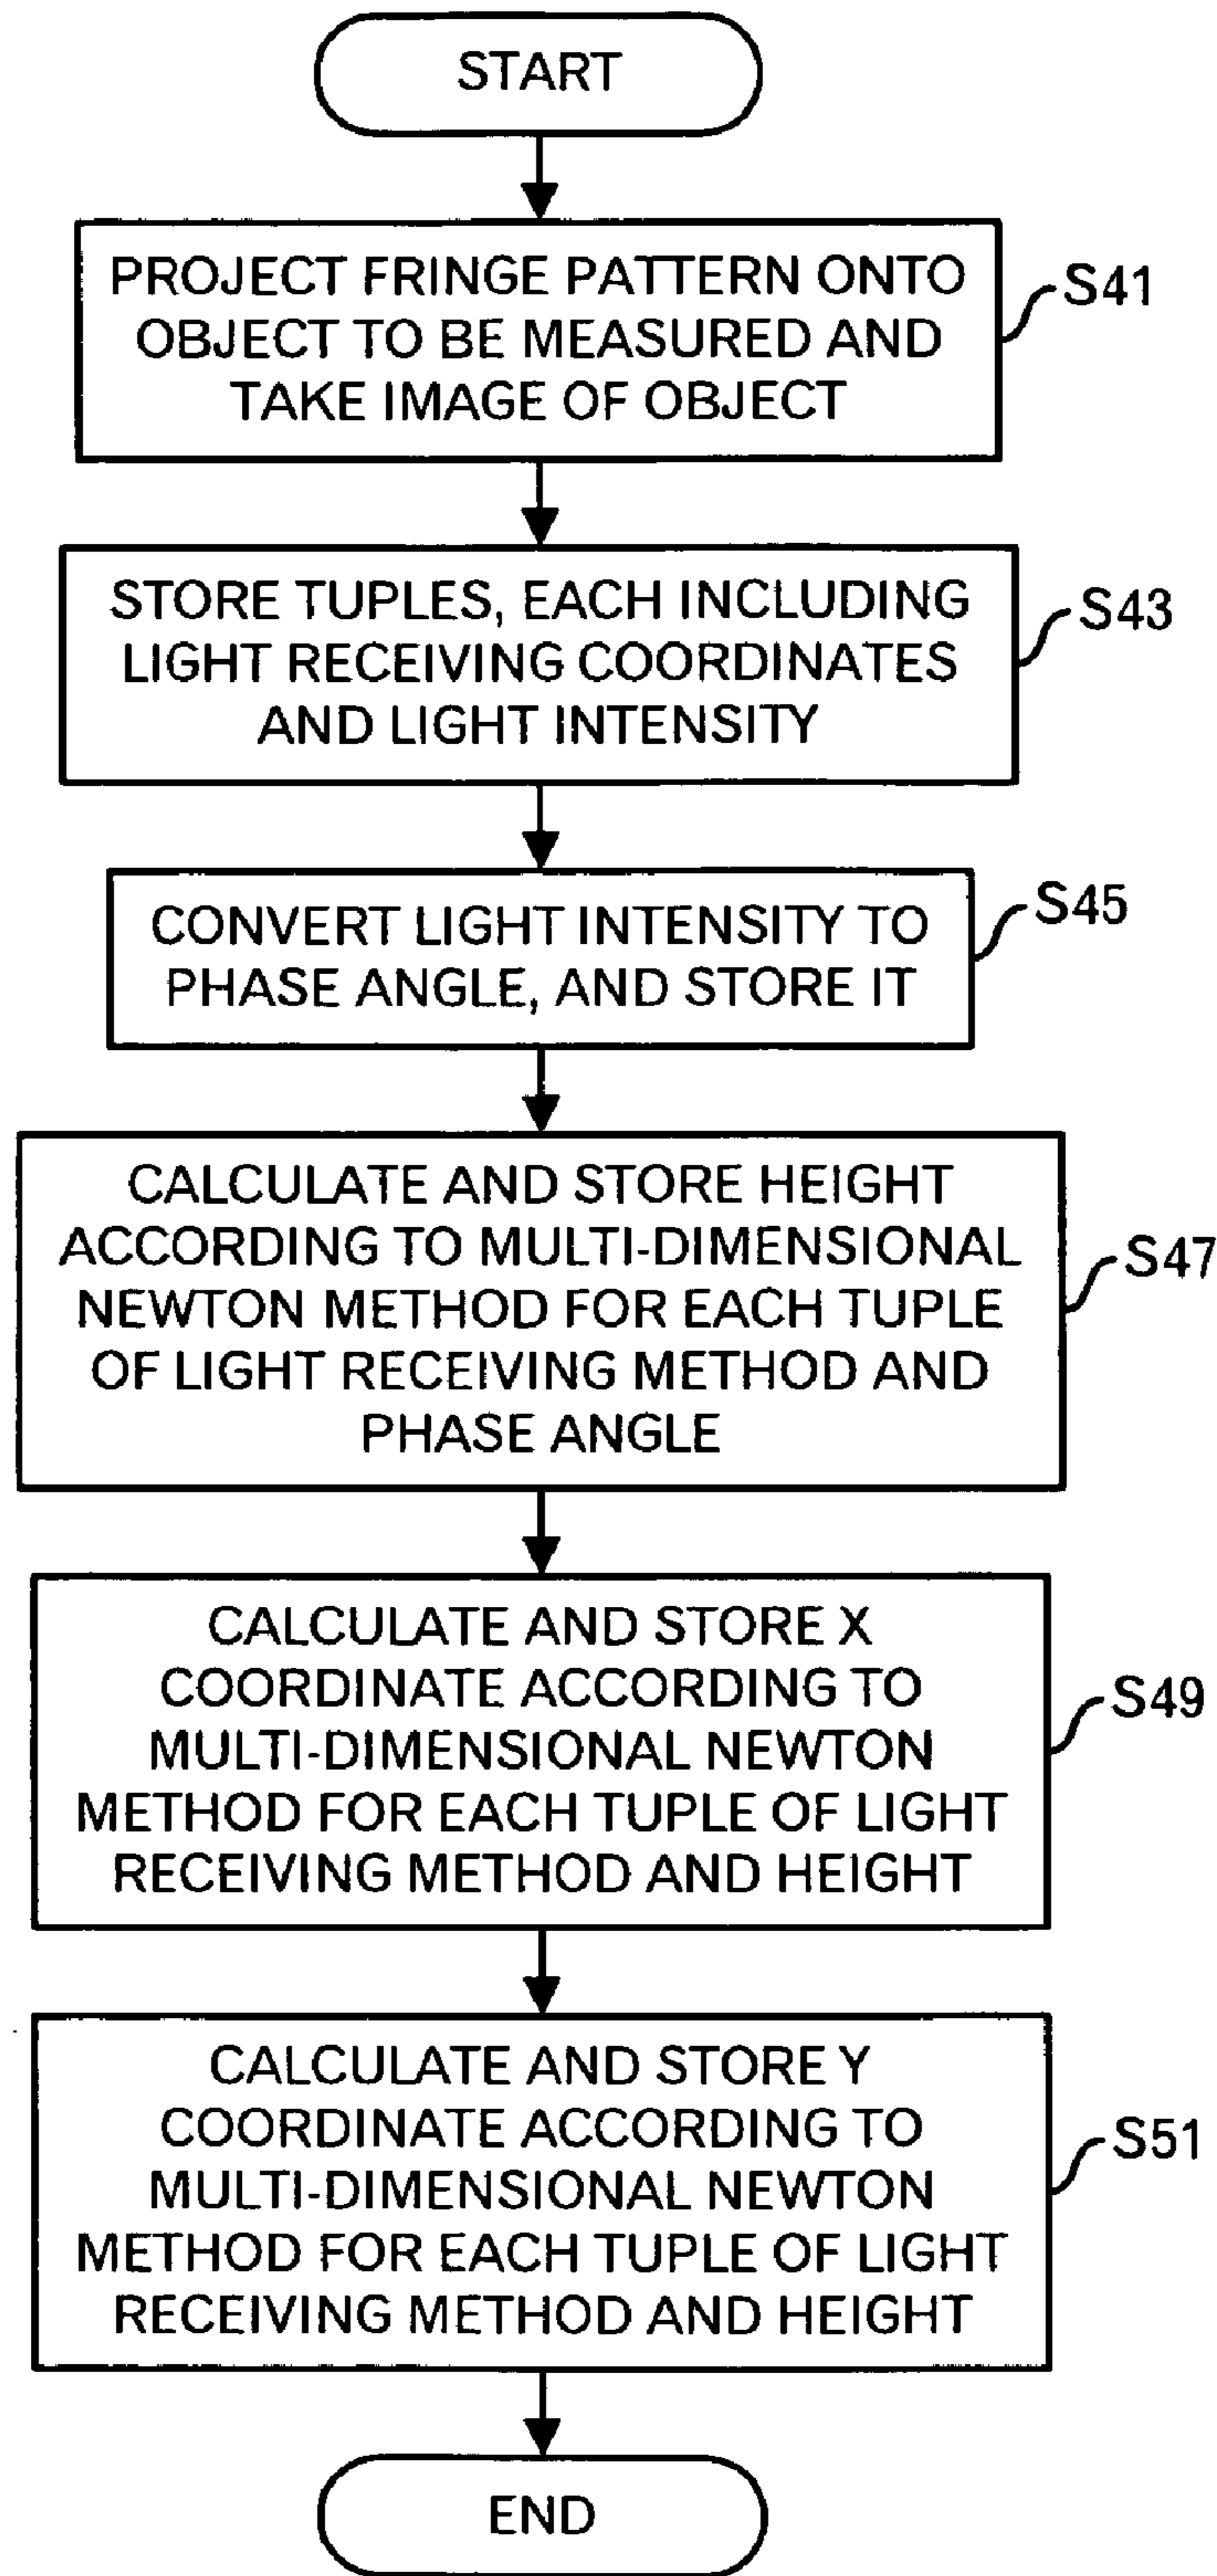 START
PROJECT FRINGE PATTERN ONTO
OBJECT TO BE MEASURED AND
TAKE IMAGE OF OBJECT
S41
STORE TUPLES, EACH INCLUDING
LIGHT RECEIVING COORDINATES
AND LIGHT INTENSITY
S43
CONVERT LIGHT INTENSITY TO
PHASE ANGLE, AND STORE IT
S45
CALCULATE AND STORE HEIGHT
ACCORDING TO MULTI-DIMENSIONAL
NEWTON METHOD FOR EACH TUPLE
OF LIGHT RECEIVING METHOD AND
PHASE ANGLE
S47
CALCULATE AND STORE X
COORDINATE ACCORDING TO
MULTI-DIMENSIONAL NEWTON
METHOD FOR EACH TUPLE OF LIGHT
RECEIVING METHOD AND HEIGHT
S49
CALCULATE AND STORE Y
COORDINATE ACCORDING TO
MULTI-DIMENSIONAL NEWTON
METHOD FOR EACH TUPLE OF LIGHT
RECEIVING METHOD AND HEIGHT
S51
END